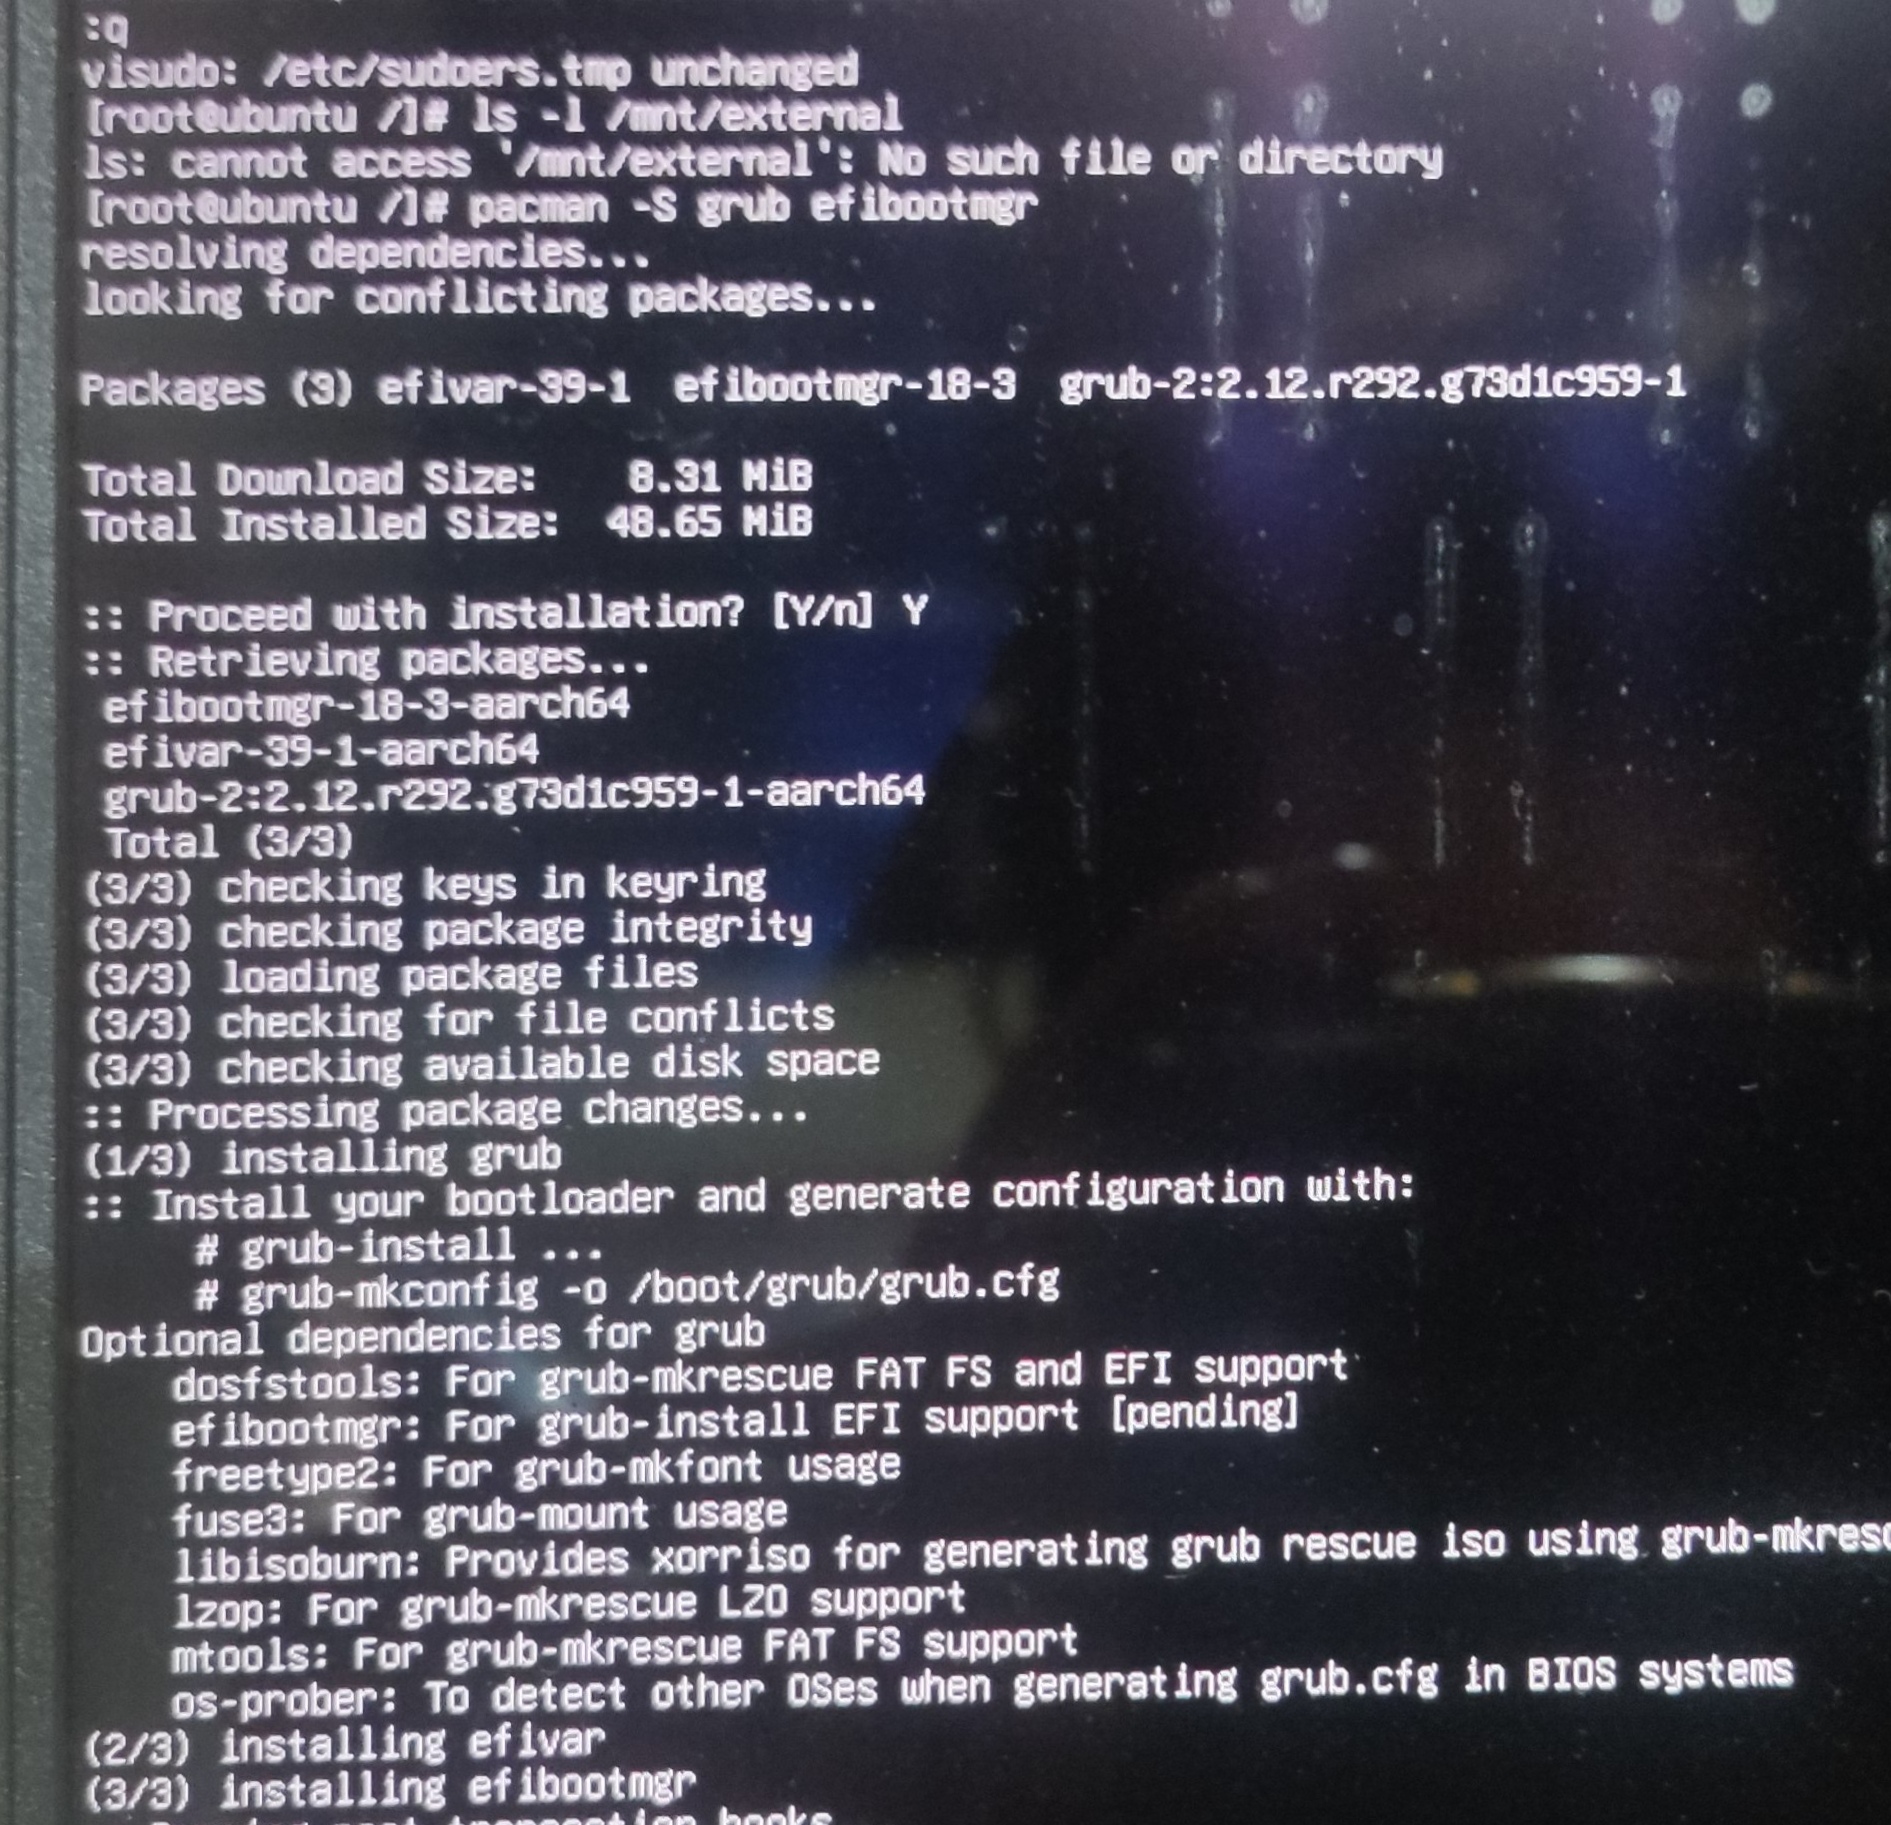 :q
visudo: /etc/sudoers.tmp unchanged
[root@ubuntu /]# ls -l /mnt/external
ls: cannot access '/mnt/external': No such file or directory
[root@ubuntu /]# pacman -S grub efibootmgr
resolving dependencies...
looking for conflicting packages...
Packages (3) efivar-39-1  efibootmgr-18-3  grub-2:2.12.r292.g73d1c959-1
Total Download Size:    8.31 MiB
Total Installed Size:  48.65 MiB
:: Proceed with installation? [Y/n] Y
:: Retrieving packages...
efibootmgr-18-3-aarch64
efivar-39-1-aarch64
grub-2:2.12.r292.g73d1c959-1-aarch64
Total (3/3)
(3/3) checking keys in keyring
(3/3) checking package integrity
(3/3) loading package files
(3/3) checking for file conflicts
(3/3) checking available disk space
:: Processing package changes...
(1/3) installing grub
:: Install your bootloader and generate configuration with:
# grub-install ...
# grub-mkconfig -o /boot/grub/grub.cfg
Optional dependencies for grub
dosfstools: For grub-mkrescue FAT FS and EFI support
efibootmgr: For grub-install EFI support [pending]
freetype2: For grub-mkfont usage
fuse3: For grub-mount usage
libisoburn: Provides xorriso for generating grub rescue iso using grub-mkresc
lzop: For grub-mkrescue LZO support
mtools: For grub-mkrescue FAT FS support
os-prober: To detect other OSes when generating grub.cfg in BIOS systems
(2/3) installing efivar
(3/3) installing efibootmgr
hooks